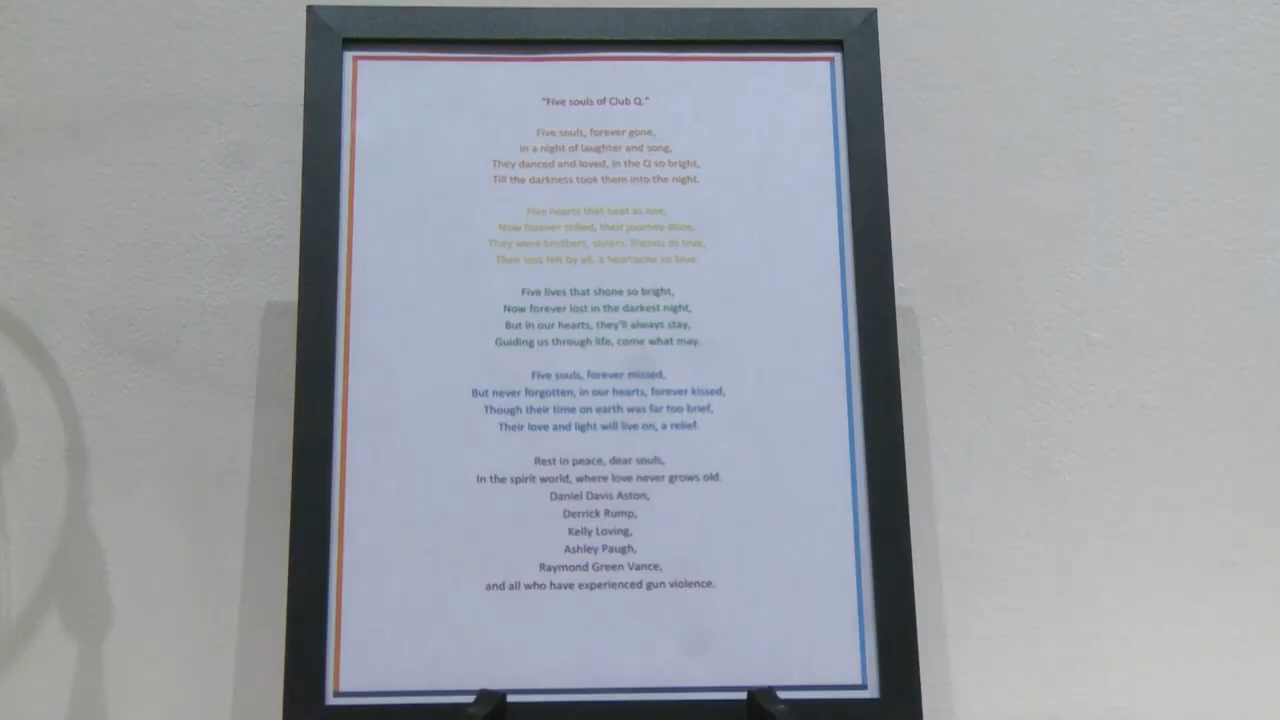 "Five souls of Club Q."
Five souls, forever gone,
In a night of laughter and song,
They danced and loved, in the Q so bright,
Till the darkness took them into the night.
Five hearts that beat as one,
Now forever stilled, their journey done,
They were brothers, sisters, friends so true,
Their loss felt by all, a heartache so blue.
Five lives that shone so bright,
Now forever lost in the darkest night,
But in our hearts, they'll always stay,
Guiding us through life, come what may.
Five souls, forever missed,
But never forgotten, in our hearts, forever kissed,
Though their time on earth was far too brief,
Their love and light will live on, a relief.
Rest in peace, dear souls,
In the spirit world, where love never grows old.
Daniel Davis Aston,
Derrick Rump,
Kelly Loving,
Ashley Paugh,
Raymond Green Vance,
and all who have experienced gun violence.